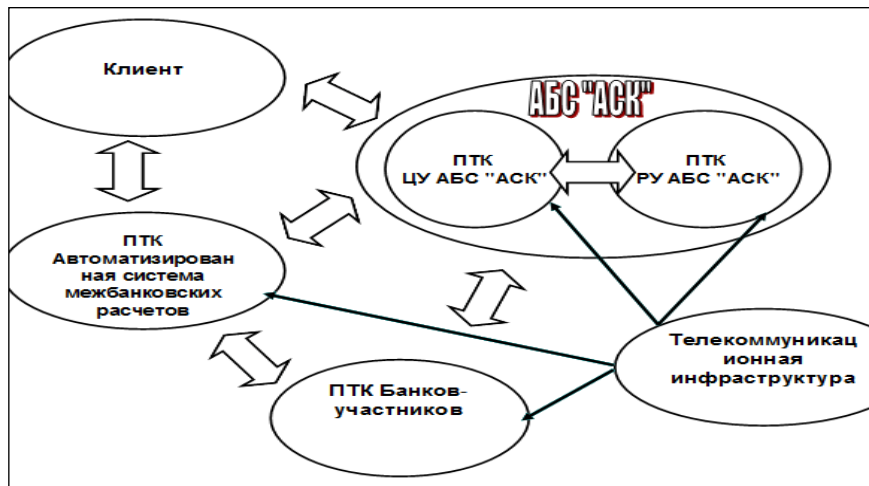 Клиент
АБС "АСК"
ПТК
ЦУ АБС "АСК"
ПТК
РУ АБС "АСК"
ПТК
Автоматизирован
ная система
межбанковских
расчетов
Телекоммуникац
ионная
инфраструктура
ПТК Банков-
участников